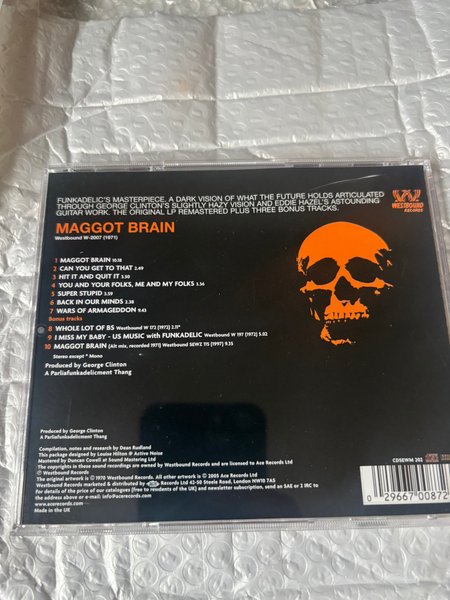 FUNKADELIC'S MASTERPIECE, A DARK VISION OF WHAT THE FUTURE HOLDS ARTICULATED
THROUGH GEORGE CLINTON'S SLIGHTLY HAZY VISION AND EDDIE HAZEL'S ASTOUNDING
GUITAR WORK. THE ORIGINAL LP REMASTERED PLUS THREE BONUS TRACKS.
WESTBOUND
RECORDS
MAGGOT BRAIN
Westbound W-2007 (1971)
1 MAGGOT BRAIN 10.18
2 CAN YOU GET TO THAT 2.49
3 HIT IT AND QUIT IT 3.50
4 YOU AND YOUR FOLKS, ME AND MY FOLKS 3.36
5 SUPER STUPID 3.59
6 BACK IN OUR MINDS 2.38
7 WARS OF ARMAGEDDON 9.43
Bonus tracks
8 WHOLE LOT OF BS Westbound W 172 (1972) 2.11*
9 I MISS MY BABY - US MUSIC with FUNKADELIC Westbound W 197 (1972) 5.02
10 MAGGOT BRAIN (Alt mix, recorded 1971) Westbound SEWZ 115 (1997) 9.35
Stereo except * Mono
Produced by George Clinton
A Parliafunkadelicment Thang
Produced by George Clinton
A Parliafunkadelicment Thang
Compilation, notes and research by Dean Rudland
This package designed by Louise Hilton @ Active Noise
Mastered by Duncan Cowell at Sound Mastering Ltd
The copyrights in these sound recordings are owned by Westbound Records and are licensed to Ace Records Ltd
℗ Westbound Records
The original artwork is © 1970 Westbound Records. All other artwork is © 2005 Ace Records Ltd
Westbound Records marketed & distributed by Ace Records Ltd 42-50 Steele Road, London NW10 7AS
for details of the price of our catalogues (free to residents of the UK) and newsletter subscription, send an SAE or 2 IRC to
the above address or e-mail: info@acerecords.com
www.acerecords.com
Made in the UK
CDSEWM 202
0 29667 00872